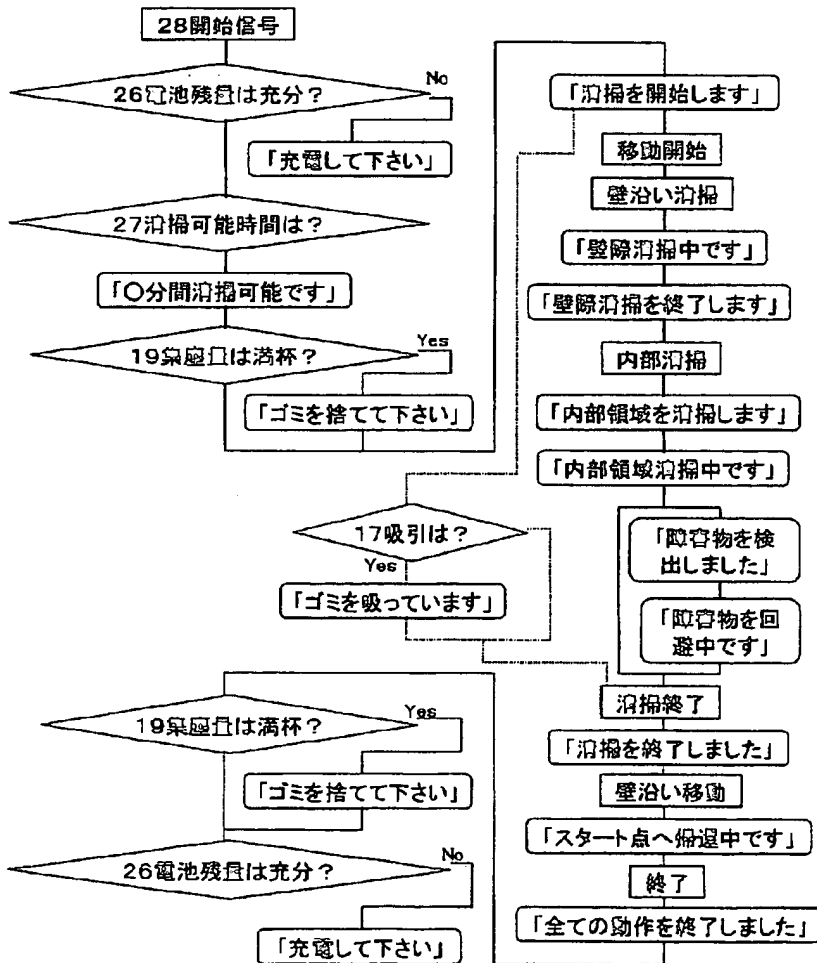 28開始信号
26電池残量は充分？
No
「充電して下さい」
27清掃可能時間は？
「〇分間清掃可能です」
19集塵量は満杯？
Yes
「ゴミを捨てて下さい」
「清掃を開始します」
移動開始
壁沿い清掃
「壁際清掃中です」
「壁際清掃を終了します」
内部清掃
「内部領域を清掃します」
「内部領域清掃中です」
17吸引は？
Yes
「ゴミを吸っています」
「障害物を検
出しました」
「障害物を回
避中です」
清掃終了
「清掃を終了しました」
壁沿い移動
「スタート点へ帰還中です」
終了
「全ての動作を終了しました」
19集塵量は満杯？
Yes
「ゴミを捨てて下さい」
26電池残量は充分？
No
「充電して下さい」